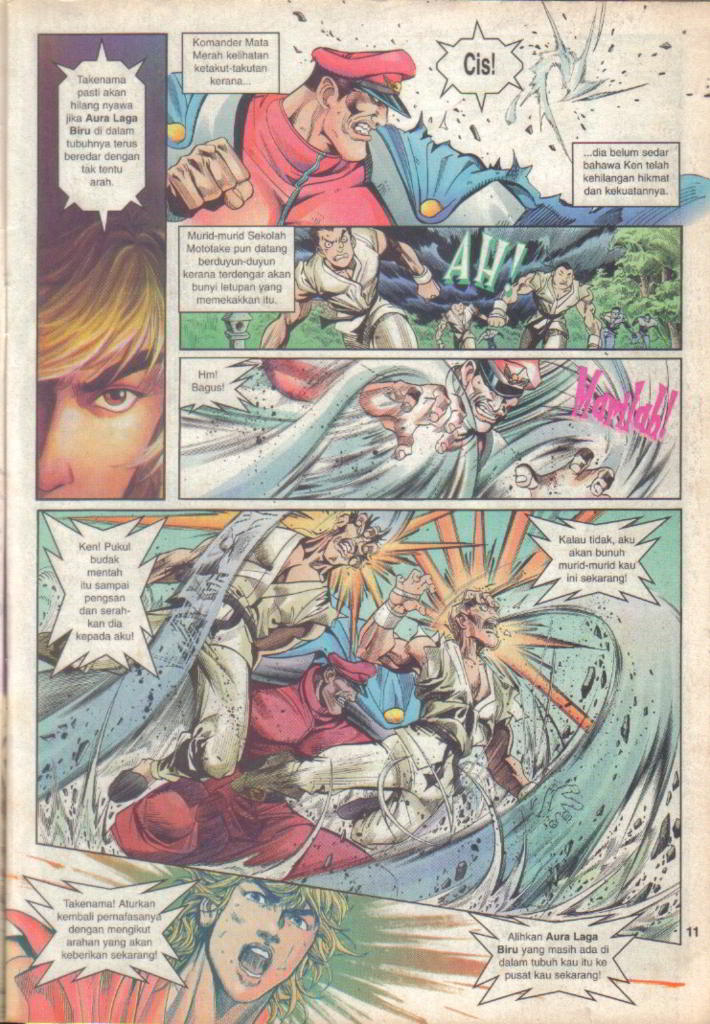 Takenama
pasti akan
hilang nyawa
jika Aura Laga
Biru di dalam
tubuhnya terus
beredar dengan
tak tentu
arah.
Komander Mata
Merah kelihatan
ketakut-takutan
kerana...
Cis!
...dia belum sedar
bahawa Ken telah
kehilangan hikmat
dan kekuatannya.
Murid-murid Sekolah
Mototake pun datang
berduyun-duyun
kerana terdengar akan
bunyi letupan yang
memekakkan itu.
AH!
Hm!
Bagus!
Marilah!
Ken! Pukul
budak
mentah
itu sampai
pengsan
dan serah-
kan dia
kepada aku!
Kalau tidak, aku
akan bunuh
murid-murid kau
ini sekarang!
Takenama! Aturkan
kembali pernafasanya
dengan mengikut
arahan yang akan
keberikan sekarang!
Alihkan Aura Laga
Biru yang masih ada di
dalam tubuh kau itu ke
pusat kau sekarang!
11